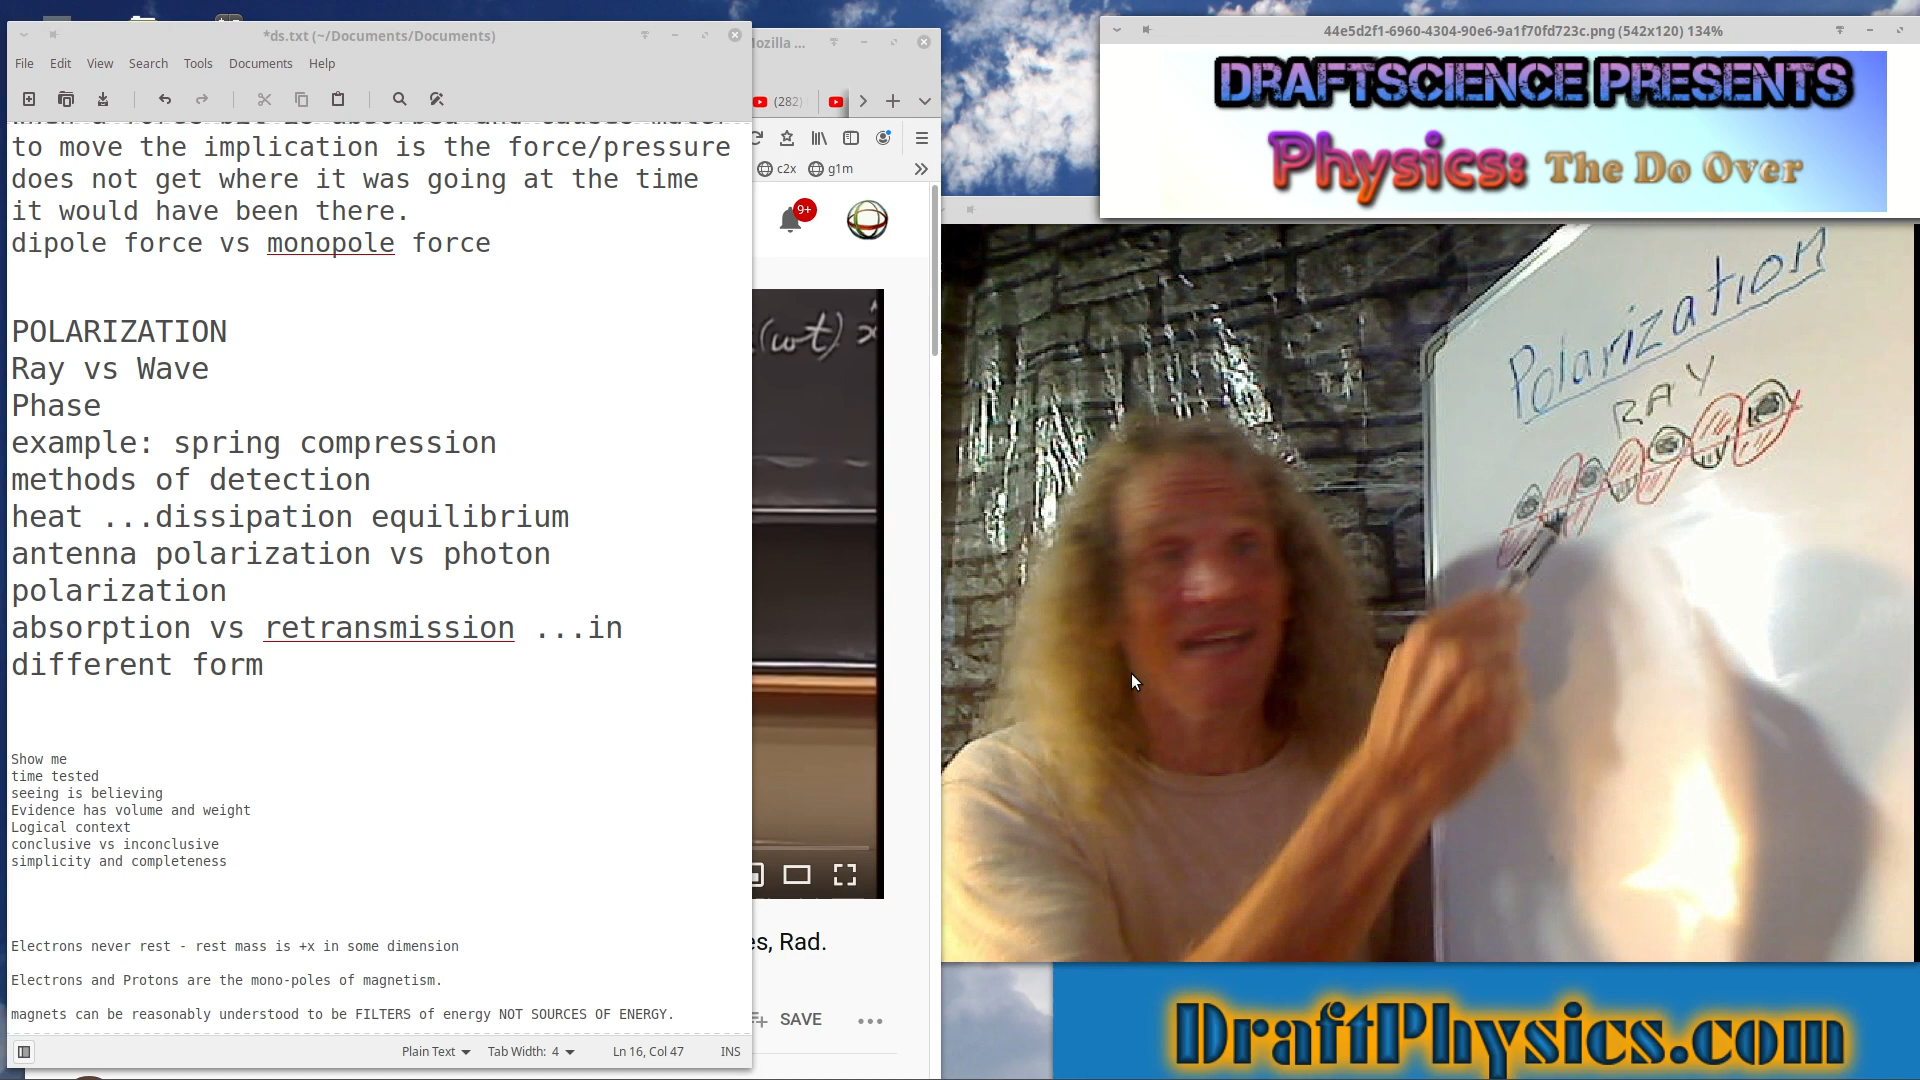 *ds.txt (~/Documents/Documents)
File Edit View Search Tools Documents Help
to move the implication is the force/pressure
does not get where it was going at the time
it would have been there.
dipole force vs monopole force
POLARIZATION
Ray vs Wave
Phase
example: spring compression
methods of detection
heat ...dissipation equilibrium
antenna polarization vs photon
polarization
absorption vs retransmission ...in
different form
Show me
time tested
seeing is believing
Evidence has volume and weight
Logical context
conclusive vs inconclusive
simplicity and completeness
Electrons never rest - rest mass is +x in some dimension
Electrons and Protons are the mono-poles of magnetism.
magnets can be reasonably understood to be FILTERS of energy NOT SOURCES OF ENERGY.
Plain Text Tab Width: 4 Ln 16, Col 47 INS
ozilla ...
(282)
c2x g1m
9+
(ωt) x̂
es, Rad.
SAVE
44e5d2f1-6960-4304-90e6-9a1f70fd723c.png (542x120) 134%
DRAFTSCIENCE PRESENTS
Physics: The Do Over
Polarization
RAY
DraftPhysics.com